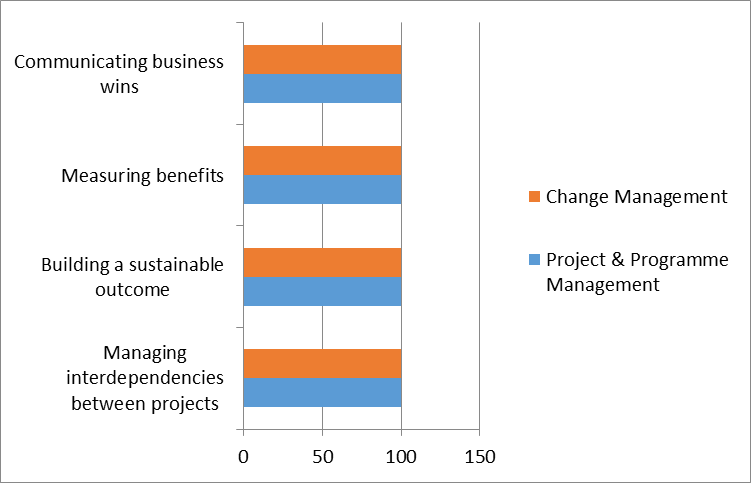 Communicating business
wins
Measuring benefits
Building a sustainable
outcome
Managing
interdependencies
between projects
0 50 100 150
Change Management
Project & Programme
Management